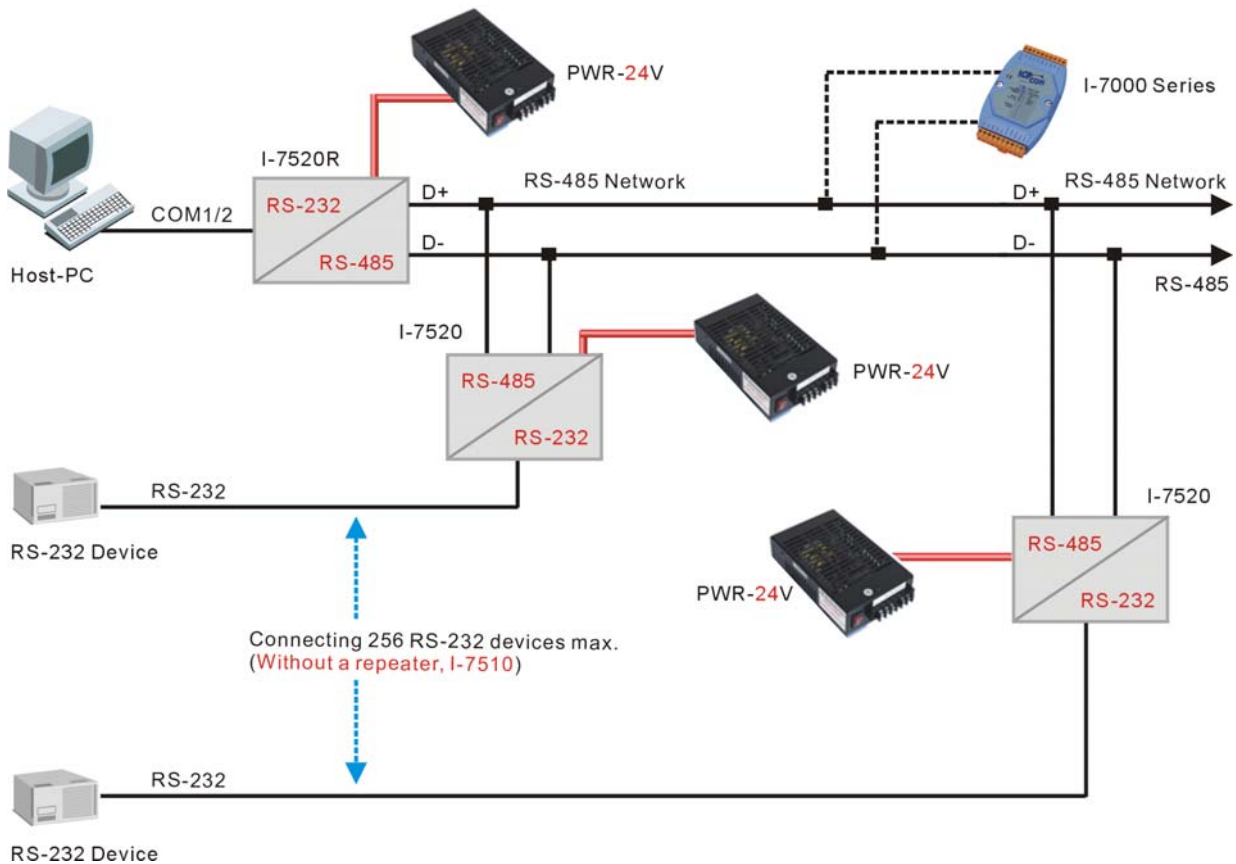 PWR-24V
I-7000 Series
I-7520R
RS-232
RS-485
COM1/2
Host-PC
D+
RS-485 Network
D+
RS-485 Network
D-
D-
RS-485
I-7520
RS-485
RS-232
PWR-24V
RS-232
RS-232 Device
I-7520
RS-485
RS-232
PWR-24V
Connecting 256 RS-232 devices max.
(Without a repeater, I-7510)
RS-232
RS-232 Device